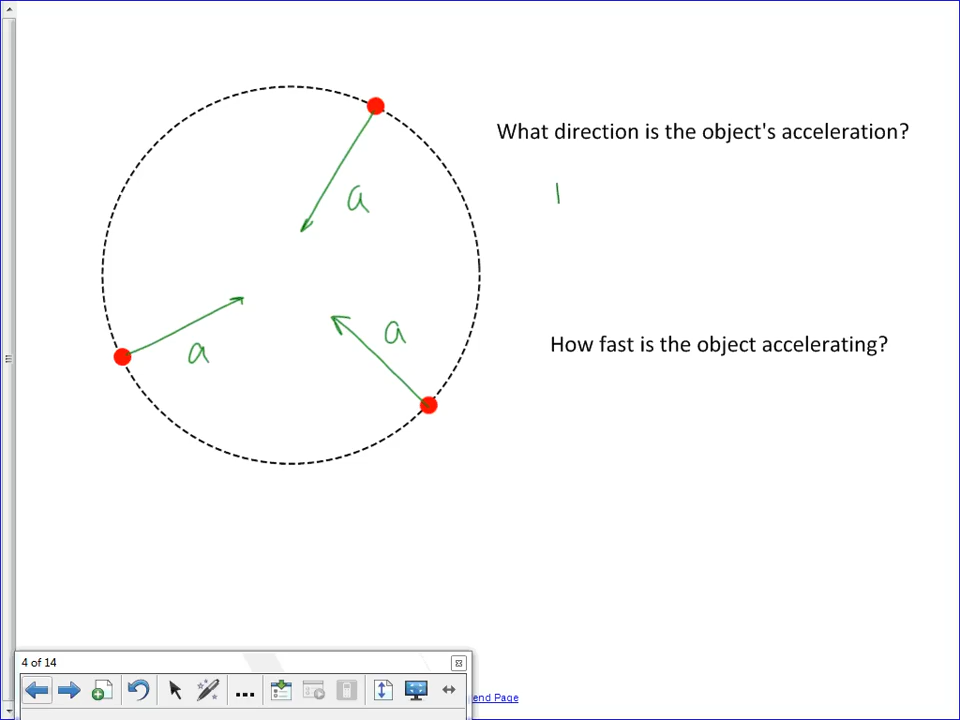 What direction is the object's acceleration?
a
a
a
How fast is the object accelerating?
4 of 14
end Page